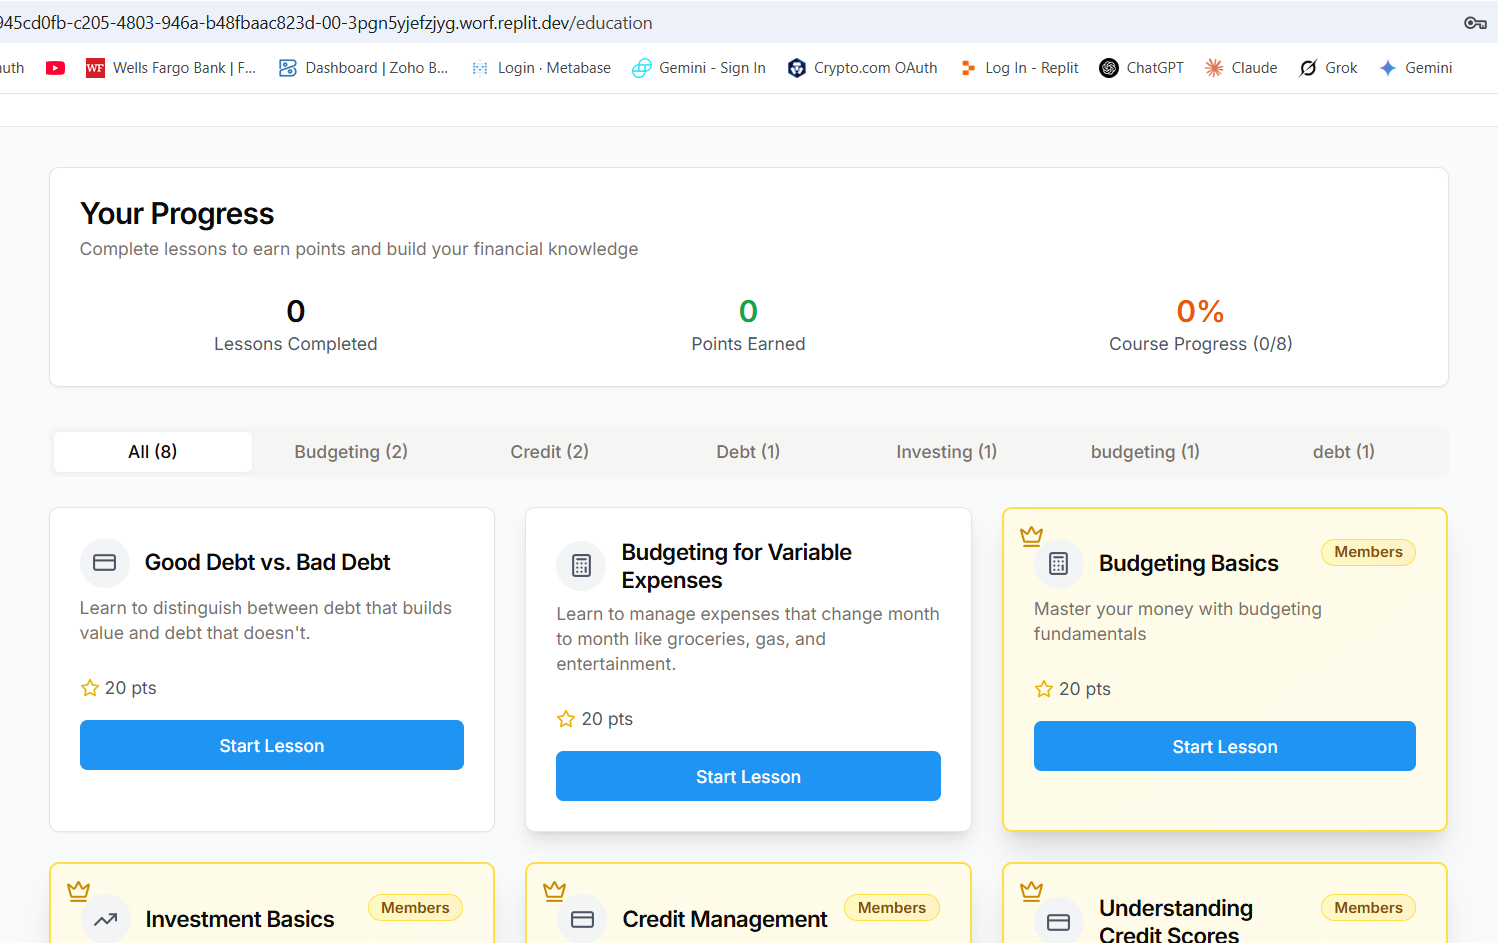 945cd0fb-c205-4803-946a-b48fbaac823d-00-3pgn5yjefzjyg.worf.replit.dev/education
auth
WF Wells Fargo Bank | F...
Dashboard | Zoho B...
Login · Metabase
Gemini - Sign In
Crypto.com OAuth
Log In - Replit
ChatGPT
Claude
Grok
Gemini
Your Progress
Complete lessons to earn points and build your financial knowledge
0
Lessons Completed
0
Points Earned
0%
Course Progress (0/8)
All (8)
Budgeting (2)
Credit (2)
Debt (1)
Investing (1)
budgeting (1)
debt (1)
Good Debt vs. Bad Debt
Learn to distinguish between debt that builds
value and debt that doesn't.
20 pts
Start Lesson
Budgeting for Variable
Expenses
Learn to manage expenses that change month
to month like groceries, gas, and
entertainment.
20 pts
Start Lesson
Members
Budgeting Basics
Master your money with budgeting
fundamentals
20 pts
Start Lesson
Investment Basics
Members
Credit Management
Members
Understanding
Credit Scores
Members